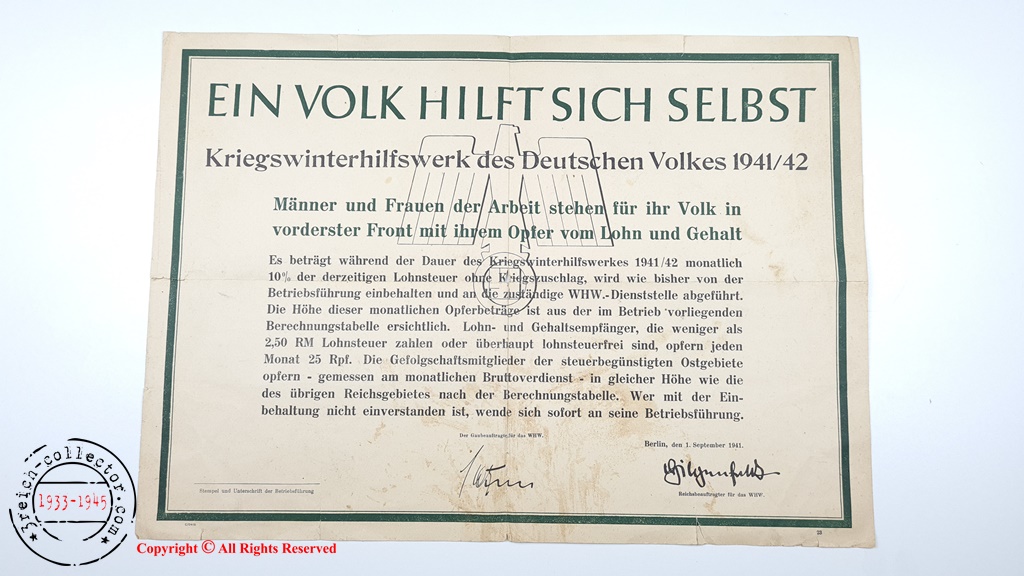 EIN VOLK HILFT SICH SELBST
Kriegswinterhilfswerk des Deutschen Volkes 1941/42
Männer und Frauen der Arbeit stehen für ihr Volk in
vorderster Front mit ihrem Opfer vom Lohn und Gehalt
Es beträgt während der Dauer des Kriegswinterhilfswerkes 1941/42 monatlich
10% der derzeitigen Lohnsteuer ohne Kriegszuschlag, wird wie bisher von der
Betriebsführung einbehalten und an die zuständige WHW.-Dienststelle abgeführt.
Die Höhe dieser monatlichen Opferbeträge ist aus der im Betrieb vorliegenden
Berechnungstabelle ersichtlich. Lohn- und Gehaltsempfänger, die weniger als
2,50 RM Lohnsteuer zahlen oder überhaupt lohnsteuerfrei sind, opfern jeden
Monat 25 Rpf. Die Gefolgschaftsmitglieder der steuerbegünstigten Ostgebiete
opfern - gemessen am monatlichen Bruttoverdienst - in gleicher Höhe wie die
des übrigen Reichsgebietes nach der Berechnungstabelle. Wer mit der Ein-
behaltung nicht einverstanden ist, wende sich sofort an seine Betriebsführung.
Der Gaubeauftragte für das WHW.
Berlin, den 1. September 1941.
Hilgenfeldt
Stempel und Unterschrift der Betriebsführung
Reichsbeauftragter für das WHW.
23
3reich-collector.com
1933-1945
Copyright © All Rights Reserved